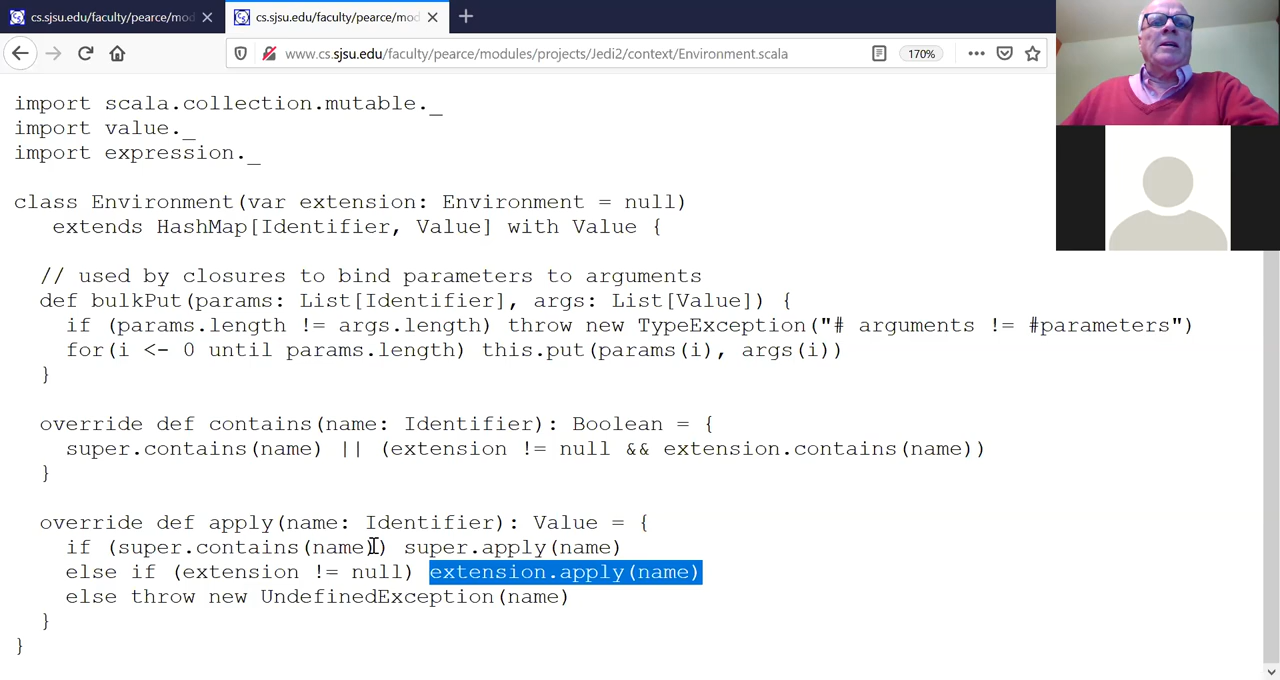 cs.sjsu.edu/faculty/pearce/mod
cs.sjsu.edu/faculty/pearce/mod
www.cs.sjsu.edu/faculty/pearce/modules/projects/Jedi2/context/Environment.scala
170%
import scala.collection.mutable._
import value._
import expression._
class Environment(var extension: Environment = null)
extends HashMap[Identifier, Value] with Value {
// used by closures to bind parameters to arguments
def bulkPut(params: List[Identifier], args: List[Value]) {
if (params.length != args.length) throw new TypeException("# arguments != #parameters")
for(i <- 0 until params.length) this.put(params(i), args(i))
}
override def contains(name: Identifier): Boolean = {
super.contains(name) || (extension != null && extension.contains(name))
}
override def apply(name: Identifier): Value = {
if (super.contains(name)) super.apply(name)
else if (extension != null) extension.apply(name)
else throw new UndefinedException(name)
}
}